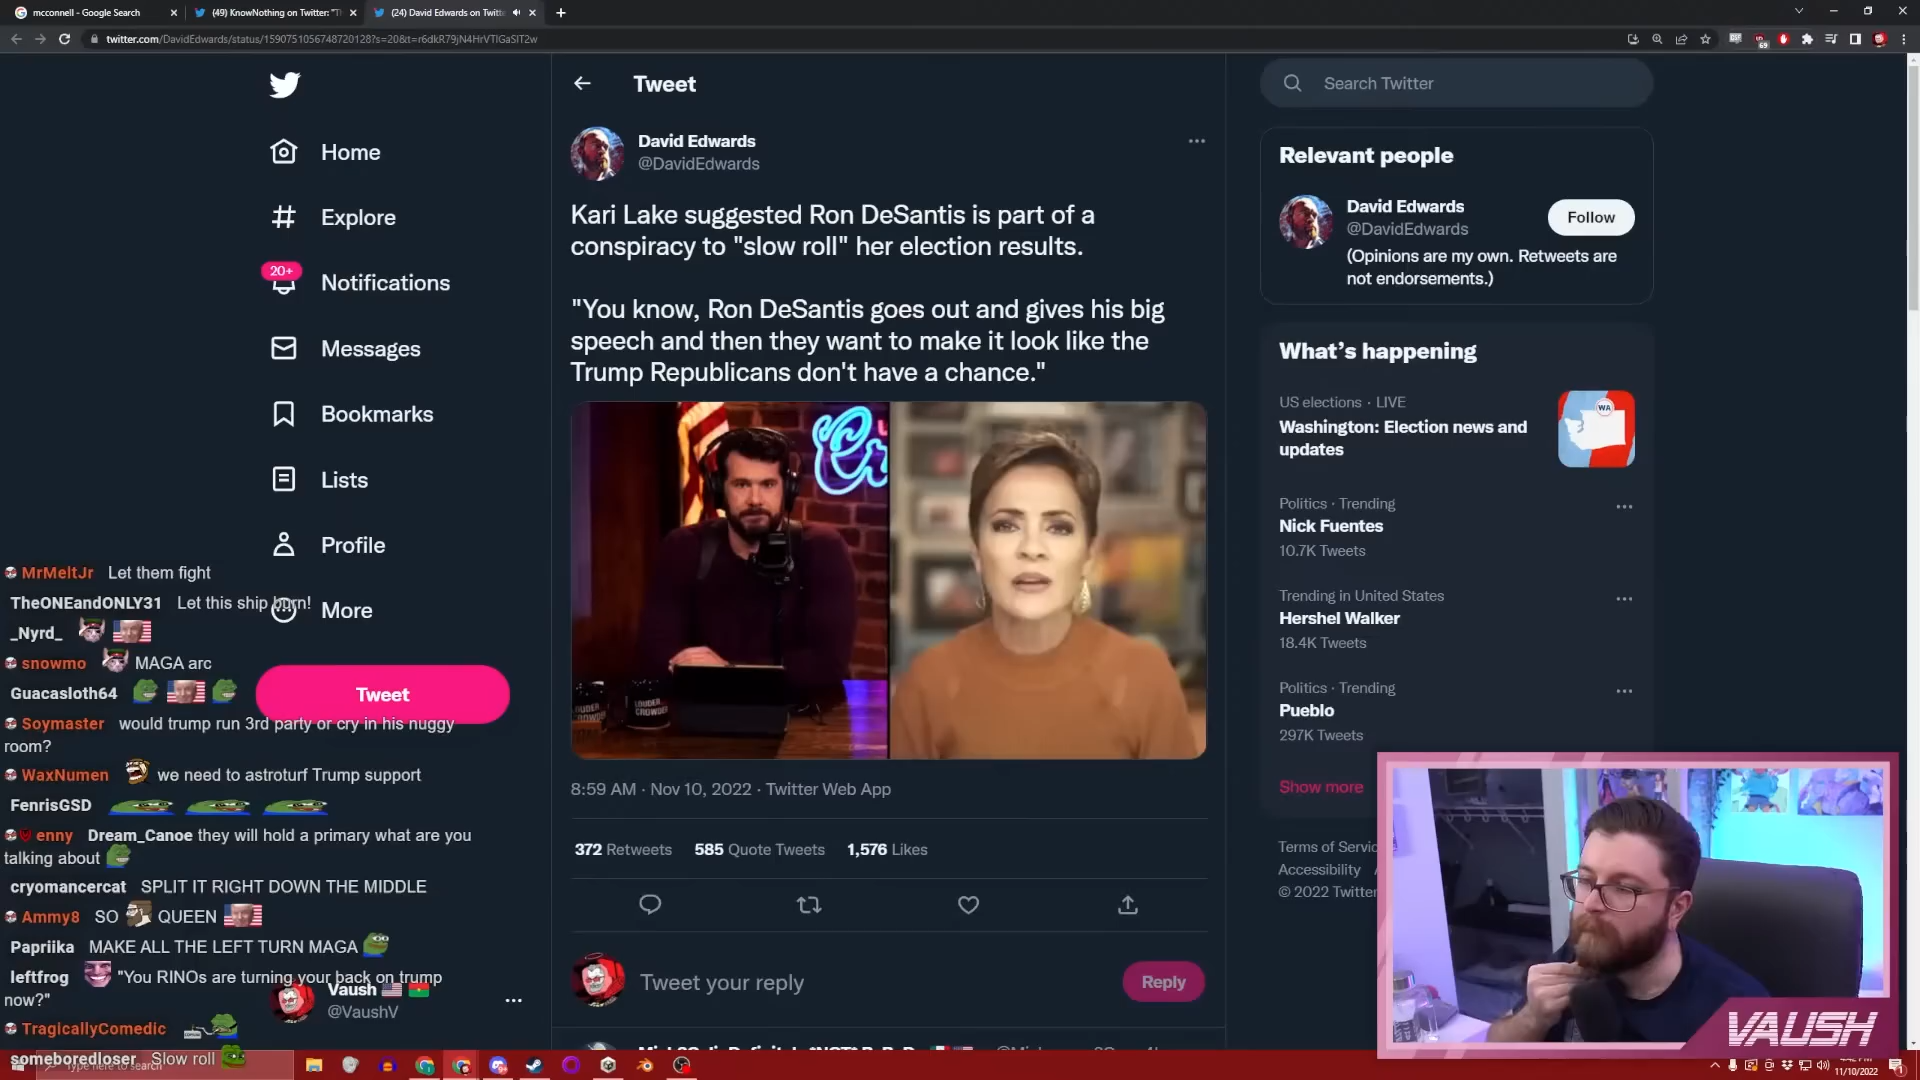 mcconnell - Google Search
(49) KnowNothing on Twitter: "T
(24) David Edwards on Twitte
twitter.com/DavidEdwards/status/1590751056748720128?s=20&t=r6dkR79jN4HrVTlGaSlT2w
69
Tweet
Search Twitter
Home
Explore
20+
Notifications
Messages
Bookmarks
Lists
Profile
More
Tweet
Vaush
@VaushV
David Edwards
@DavidEdwards
Kari Lake suggested Ron DeSantis is part of a
conspiracy to "slow roll" her election results.
"You know, Ron DeSantis goes out and gives his big
speech and then they want to make it look like the
Trump Republicans don't have a chance."
LOUDER
CROWDER
8:59 AM · Nov 10, 2022 · Twitter Web App
372 Retweets 585 Quote Tweets 1,576 Likes
Tweet your reply
Reply
Relevant people
David Edwards
@DavidEdwards
Follow
(Opinions are my own. Retweets are
not endorsements.)
What's happening
US elections · LIVE
Washington: Election news and
updates
WA
Politics · Trending
Nick Fuentes
10.7K Tweets
Trending in United States
Hershel Walker
18.4K Tweets
Politics · Trending
Pueblo
297K Tweets
Show more
Terms of Servic
Accessibility
© 2022 Twitter
MrMeltJr Let them fight
TheONEandONLY31 Let this ship burn!
_Nyrd_
snowmo MAGA arc
Guacasloth64
Soymaster would trump run 3rd party or cry in his nuggy
room?
WaxNumen we need to astroturf Trump support
FenrisGSD
enny Dream_Canoe they will hold a primary what are you
talking about
cryomancercat SPLIT IT RIGHT DOWN THE MIDDLE
Ammy8 SO QUEEN
Papriika MAKE ALL THE LEFT TURN MAGA
leftfrog "You RINOs are turning your back on trump
now?"
TragicallyComedic
someboredloser Slow roll
Type here to search
VAUSH
11/10/2022